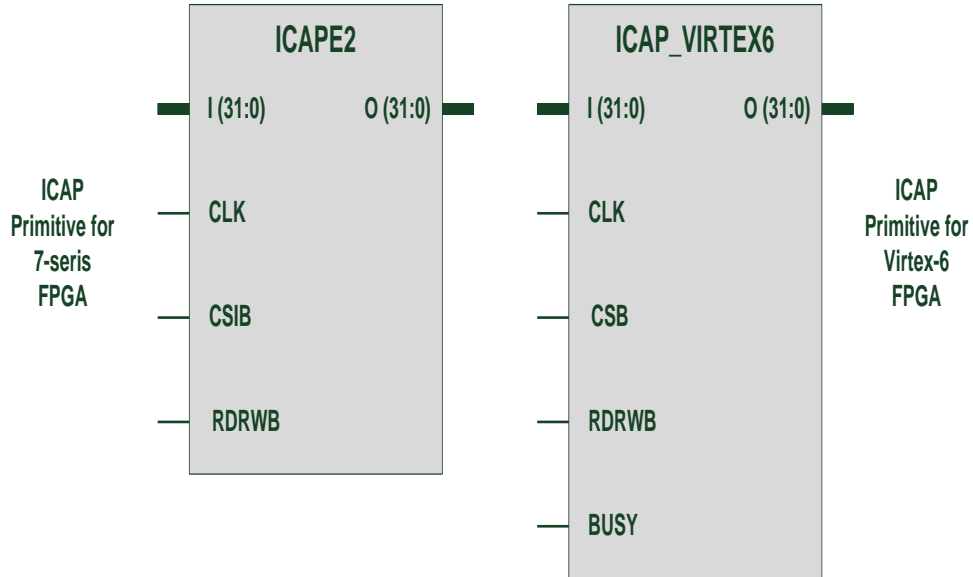 ICAPE2
I (31:0) O (31:0)
CLK
CSIB
RDRWB
ICAP
Primitive for
7-seris
FPGA
ICAP_VIRTEX6
I (31:0) O (31:0)
CLK
CSB
RDRWB
BUSY
ICAP
Primitive for
Virtex-6
FPGA